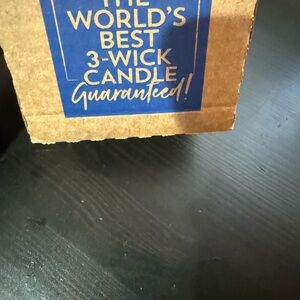 THE
WORLD'S
BEST
3-WICK
CANDLE
Guaranteed!